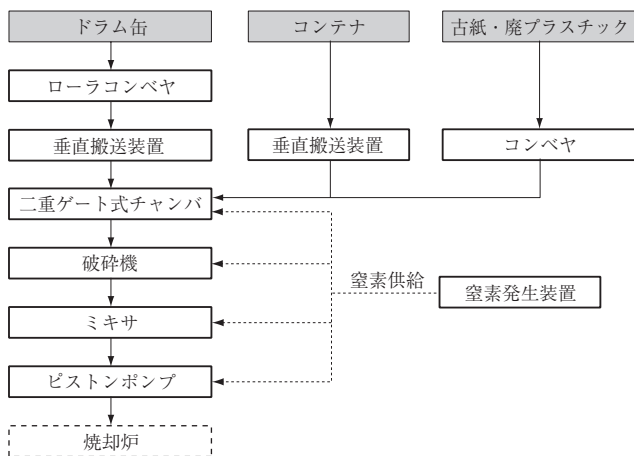 ドラム缶
コンテナ
古紙・廃プラスチック
ローラコンベヤ
垂直搬送装置
垂直搬送装置
コンベヤ
二重ゲート式チャンバ
破砕機
窒素供給
窒素発生装置
ミキサ
ピストンポンプ
焼却炉